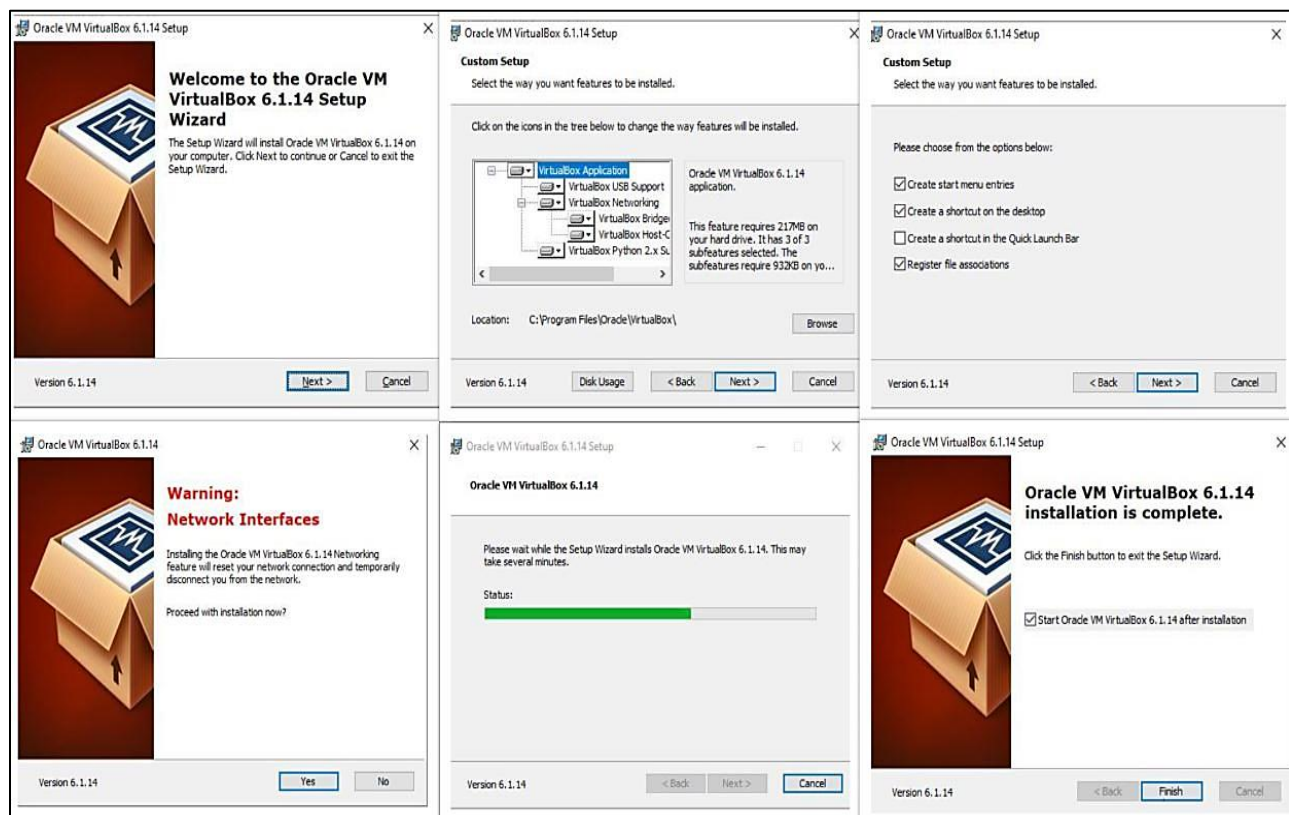 Oracle VM VirtualBox 6.1.14 Setup
Welcome to the Oracle VM
VirtualBox 6.1.14 Setup
Wizard
The Setup Wizard will install Oracle VM VirtualBox 6.1.14 on
your computer. Click Next to continue or Cancel to exit the
Setup Wizard.
Version 6.1.14
Next >
Cancel
Oracle VM VirtualBox 6.1.14 Setup
Custom Setup
Select the way you want features to be installed.
Click on the icons in the tree below to change the way features will be installed.
VirtualBox Application
VirtualBox USB Support
VirtualBox Networking
VirtualBox Bridge
VirtualBox Host-C
VirtualBox Python 2.x Su
Oracle VM VirtualBox 6.1.14
application.
This feature requires 217MB on
your hard drive. It has 3 of 3
subfeatures selected. The
subfeatures require 932KB on yo...
Location: C:\Program Files\Oracle\VirtualBox\
Browse
Version 6.1.14
Disk Usage
< Back
Next >
Cancel
Oracle VM VirtualBox 6.1.14 Setup
Custom Setup
Select the way you want features to be installed.
Please choose from the options below:
Create start menu entries
Create a shortcut on the desktop
Create a shortcut in the Quick Launch Bar
Register file associations
Version 6.1.14
< Back
Next >
Cancel
Oracle VM VirtualBox 6.1.14
Warning:
Network Interfaces
Installing the Oracle VM VirtualBox 6.1.14 Networking
feature will reset your network connection and temporarily
disconnect you from the network.
Proceed with installation now?
Version 6.1.14
Yes
No
Oracle VM VirtualBox 6.1.14 Setup
Oracle VM VirtualBox 6.1.14
Please wait while the Setup Wizard installs Oracle VM VirtualBox 6.1.14. This may
take several minutes.
Status:
Version 6.1.14
< Back
Next >
Cancel
Oracle VM VirtualBox 6.1.14 Setup
Oracle VM VirtualBox 6.1.14
installation is complete.
Click the Finish button to exit the Setup Wizard.
Start Oracle VM VirtualBox 6.1.14 after installation
Version 6.1.14
< Back
Finish
Cancel